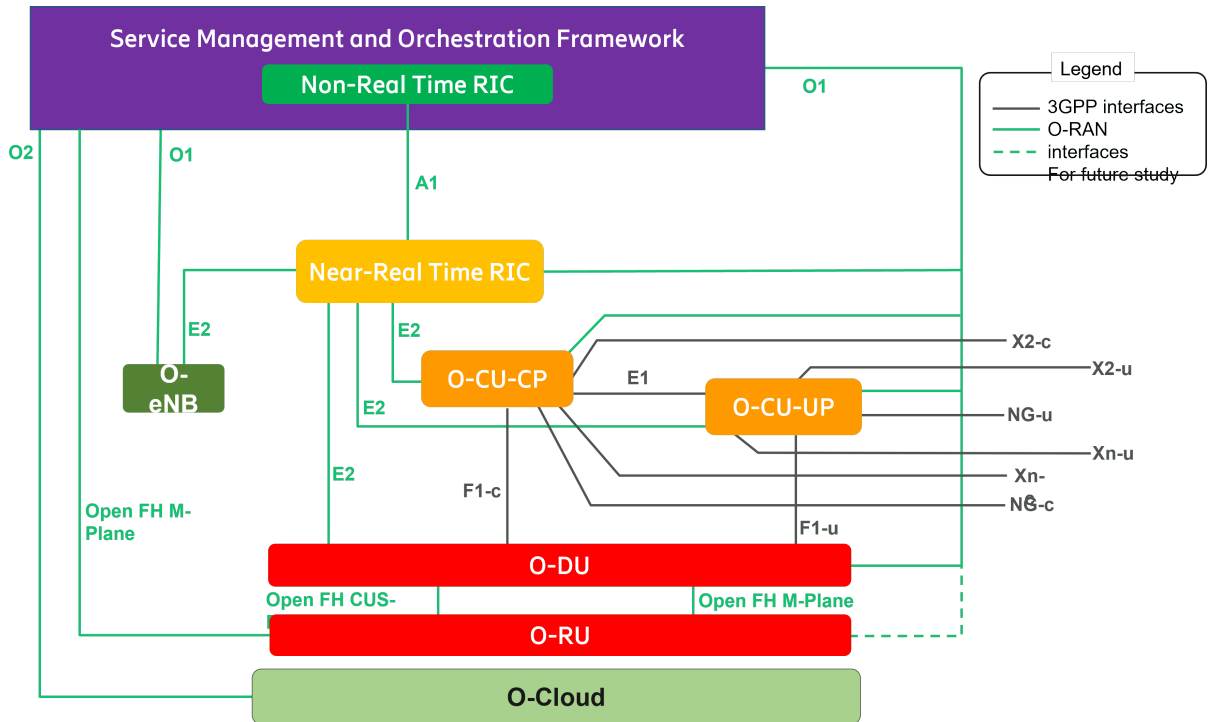 Service Management and Orchestration Framework
Non-Real Time RIC
O1
Legend
3GPP interfaces
O-RAN
interfaces
For future study
O2
O1
A1
Near-Real Time RIC
E2
E2
O-
eNB
O-CU-CP
E1
O-CU-UP
X2-c
X2-u
E2
NG-u
Xn-u
E2
F1-c
Xn-
c
NG-c
Open FH M-
Plane
F1-u
O-DU
Open FH CUS-
Open FH M-Plane
O-RU
O-Cloud